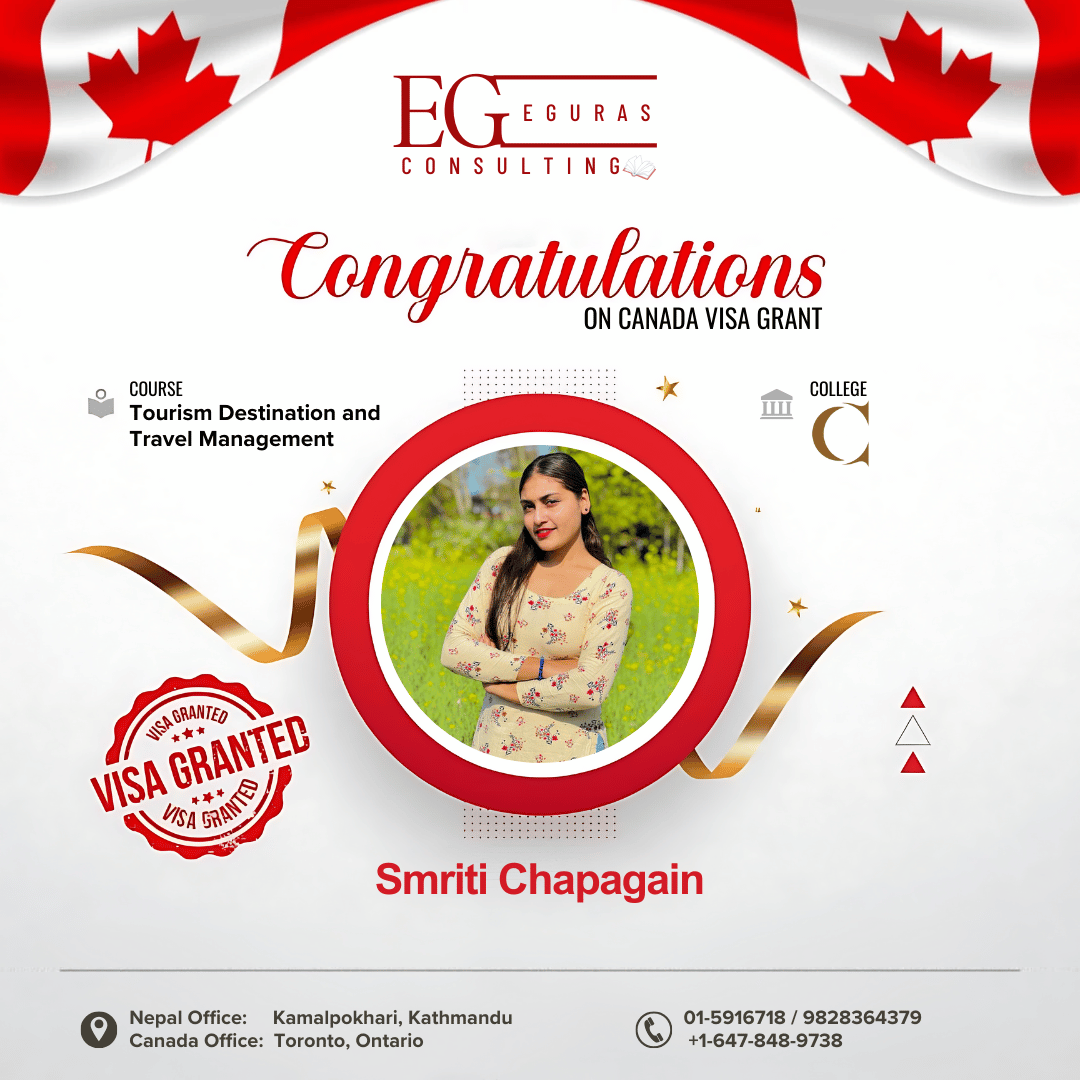 EG EGURAS
CONSULTING
Congratulations
ON CANADA VISA GRANT
COURSE
Tourism Destination and
Travel Management
COLLEGE
C
VISA GRANTED
VISA GRANTED
VISA GRANTED
Smriti Chapagain
Nepal Office: Kamalpokhari, Kathmandu
Canada Office: Toronto, Ontario
01-5916718 / 9828364379
+1-647-848-9738